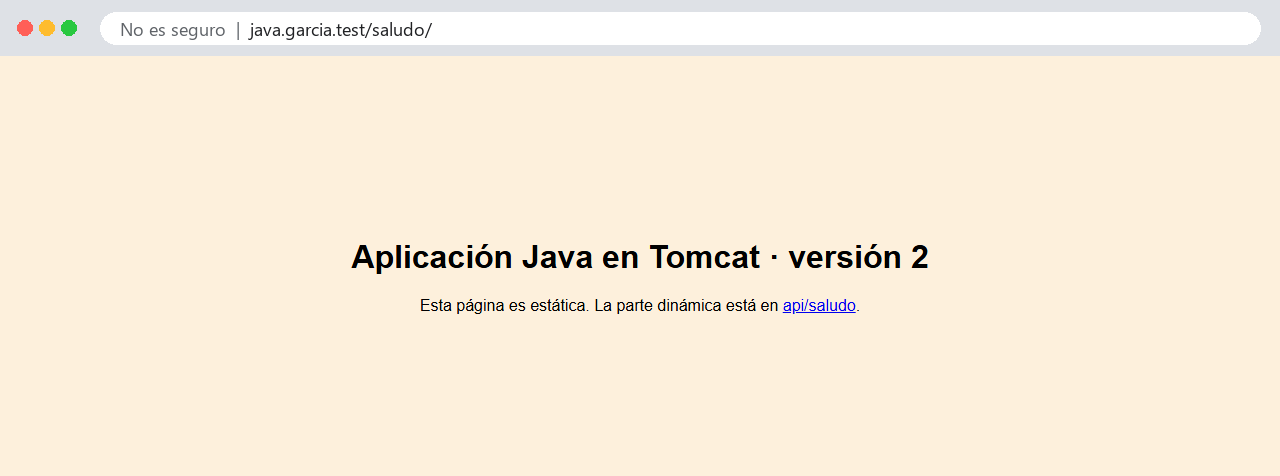 No es seguro | java.garcia.test/saludo/
Aplicación Java en Tomcat · versión 2
Esta página es estática. La parte dinámica está en api/saludo.